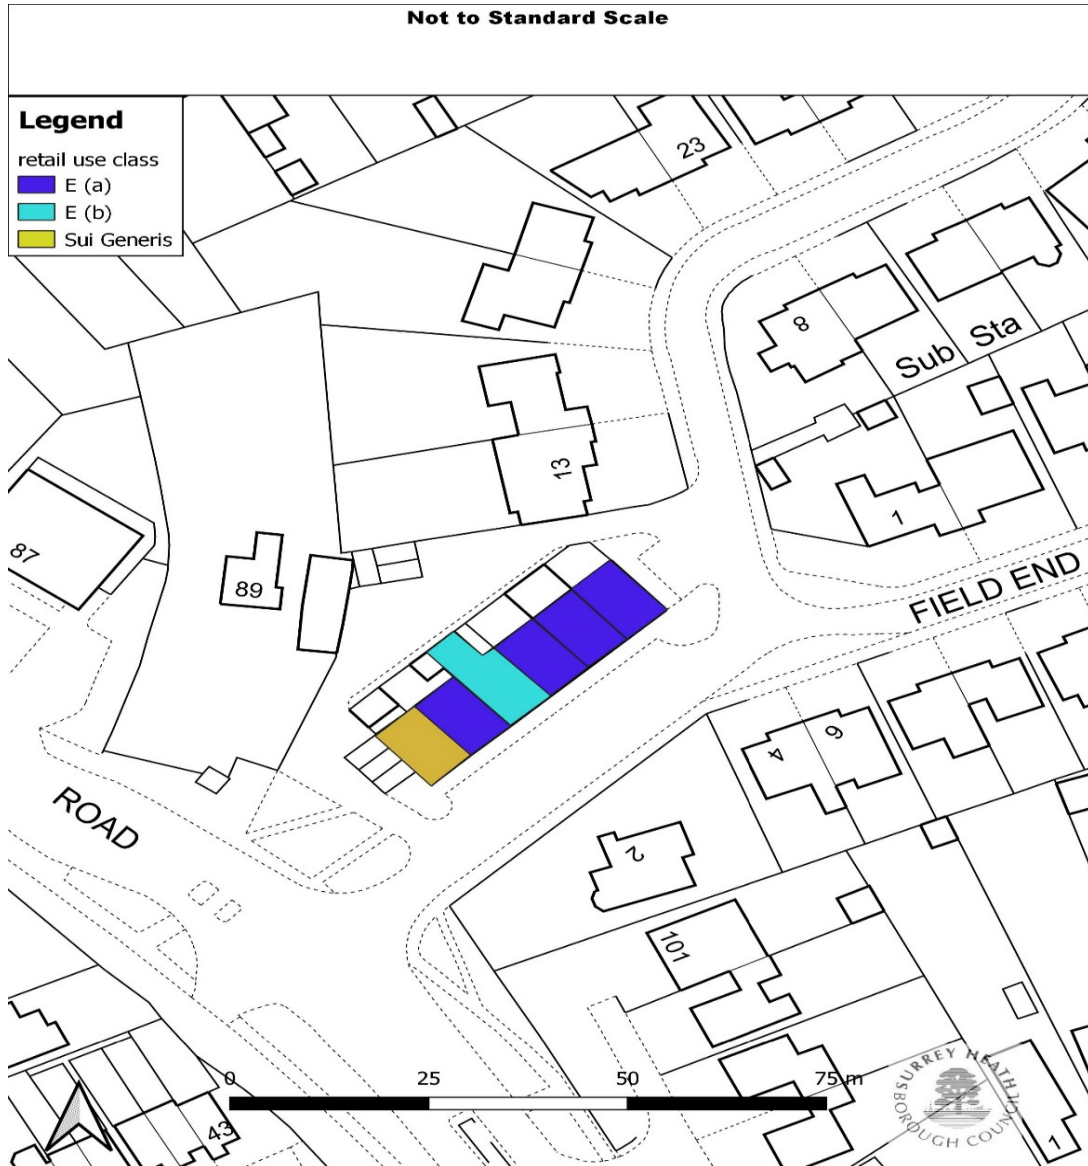 Not to Standard Scale
Legend
retail use class
E (a)
E (b)
Sui Generis
23
8
Sub Sta
13
1
87
89
FIELD END
6
4
ROAD
2
101
0 25 50 75 m
43
1
SURREY HEATH
BOROUGH COUNCIL